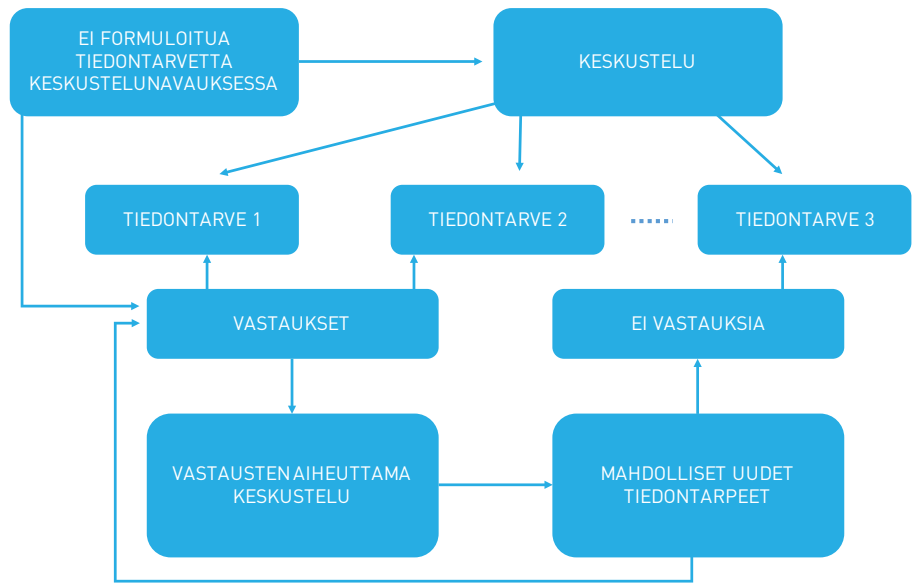 EI FORMULOITUA
TIEDONTARVETTA
KESKUSTELUNAVAUKSESSA
KESKUSTELU
TIEDONTARVE 1
TIEDONTARVE 2
TIEDONTARVE 3
VASTAUKSET
EI VASTAUKSIA
VASTAUSTEN AIHEUTTAMA
KESKUSTELU
MAHDOLLISET UUDET
TIEDONTARPEET